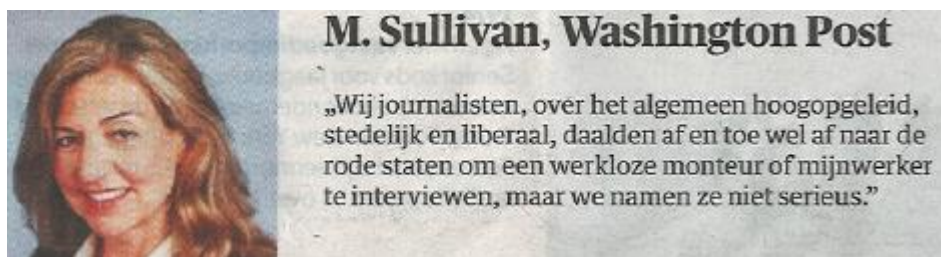 M. Sullivan, Washington Post
„Wij journalisten, over het algemeen hoogopgeleid,
stedelijk en liberaal, daalden af en toe wel af naar de
rode staten om een werkloze monteur of mijnwerker
te interviewen, maar we namen ze niet serieus.”